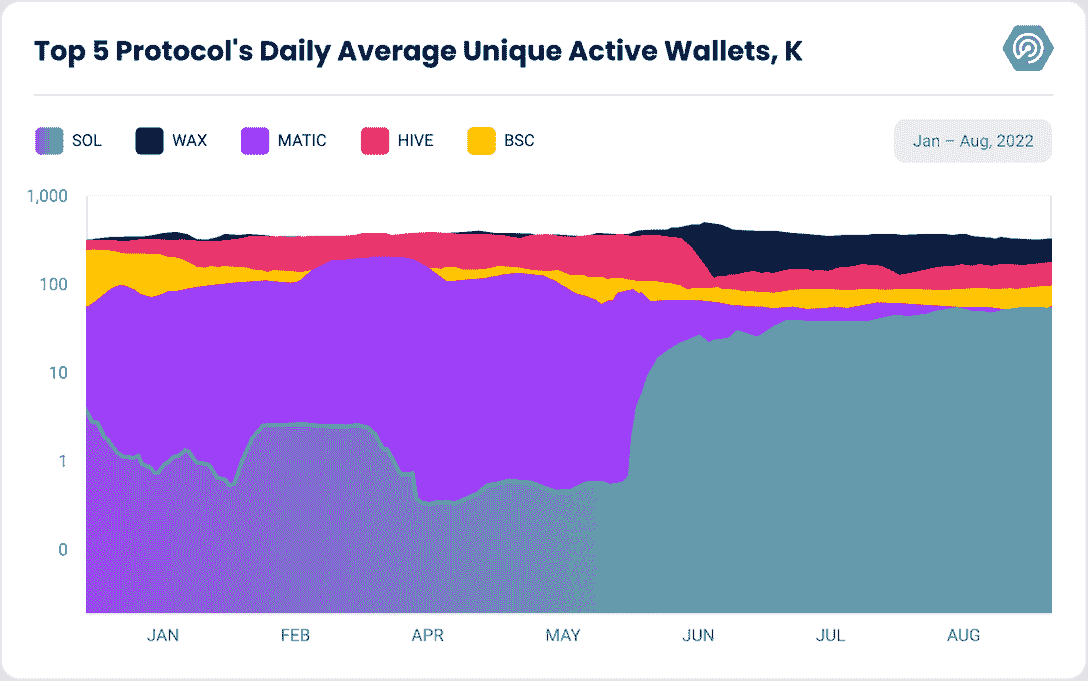 Top 5 Protocol's Daily Average Unique Active Wallets, K
SOL WAX MATIC HIVE BSC
Jan – Aug, 2022
1,000
100
10
1
0
JAN FEB APR MAY JUN JUL AUG